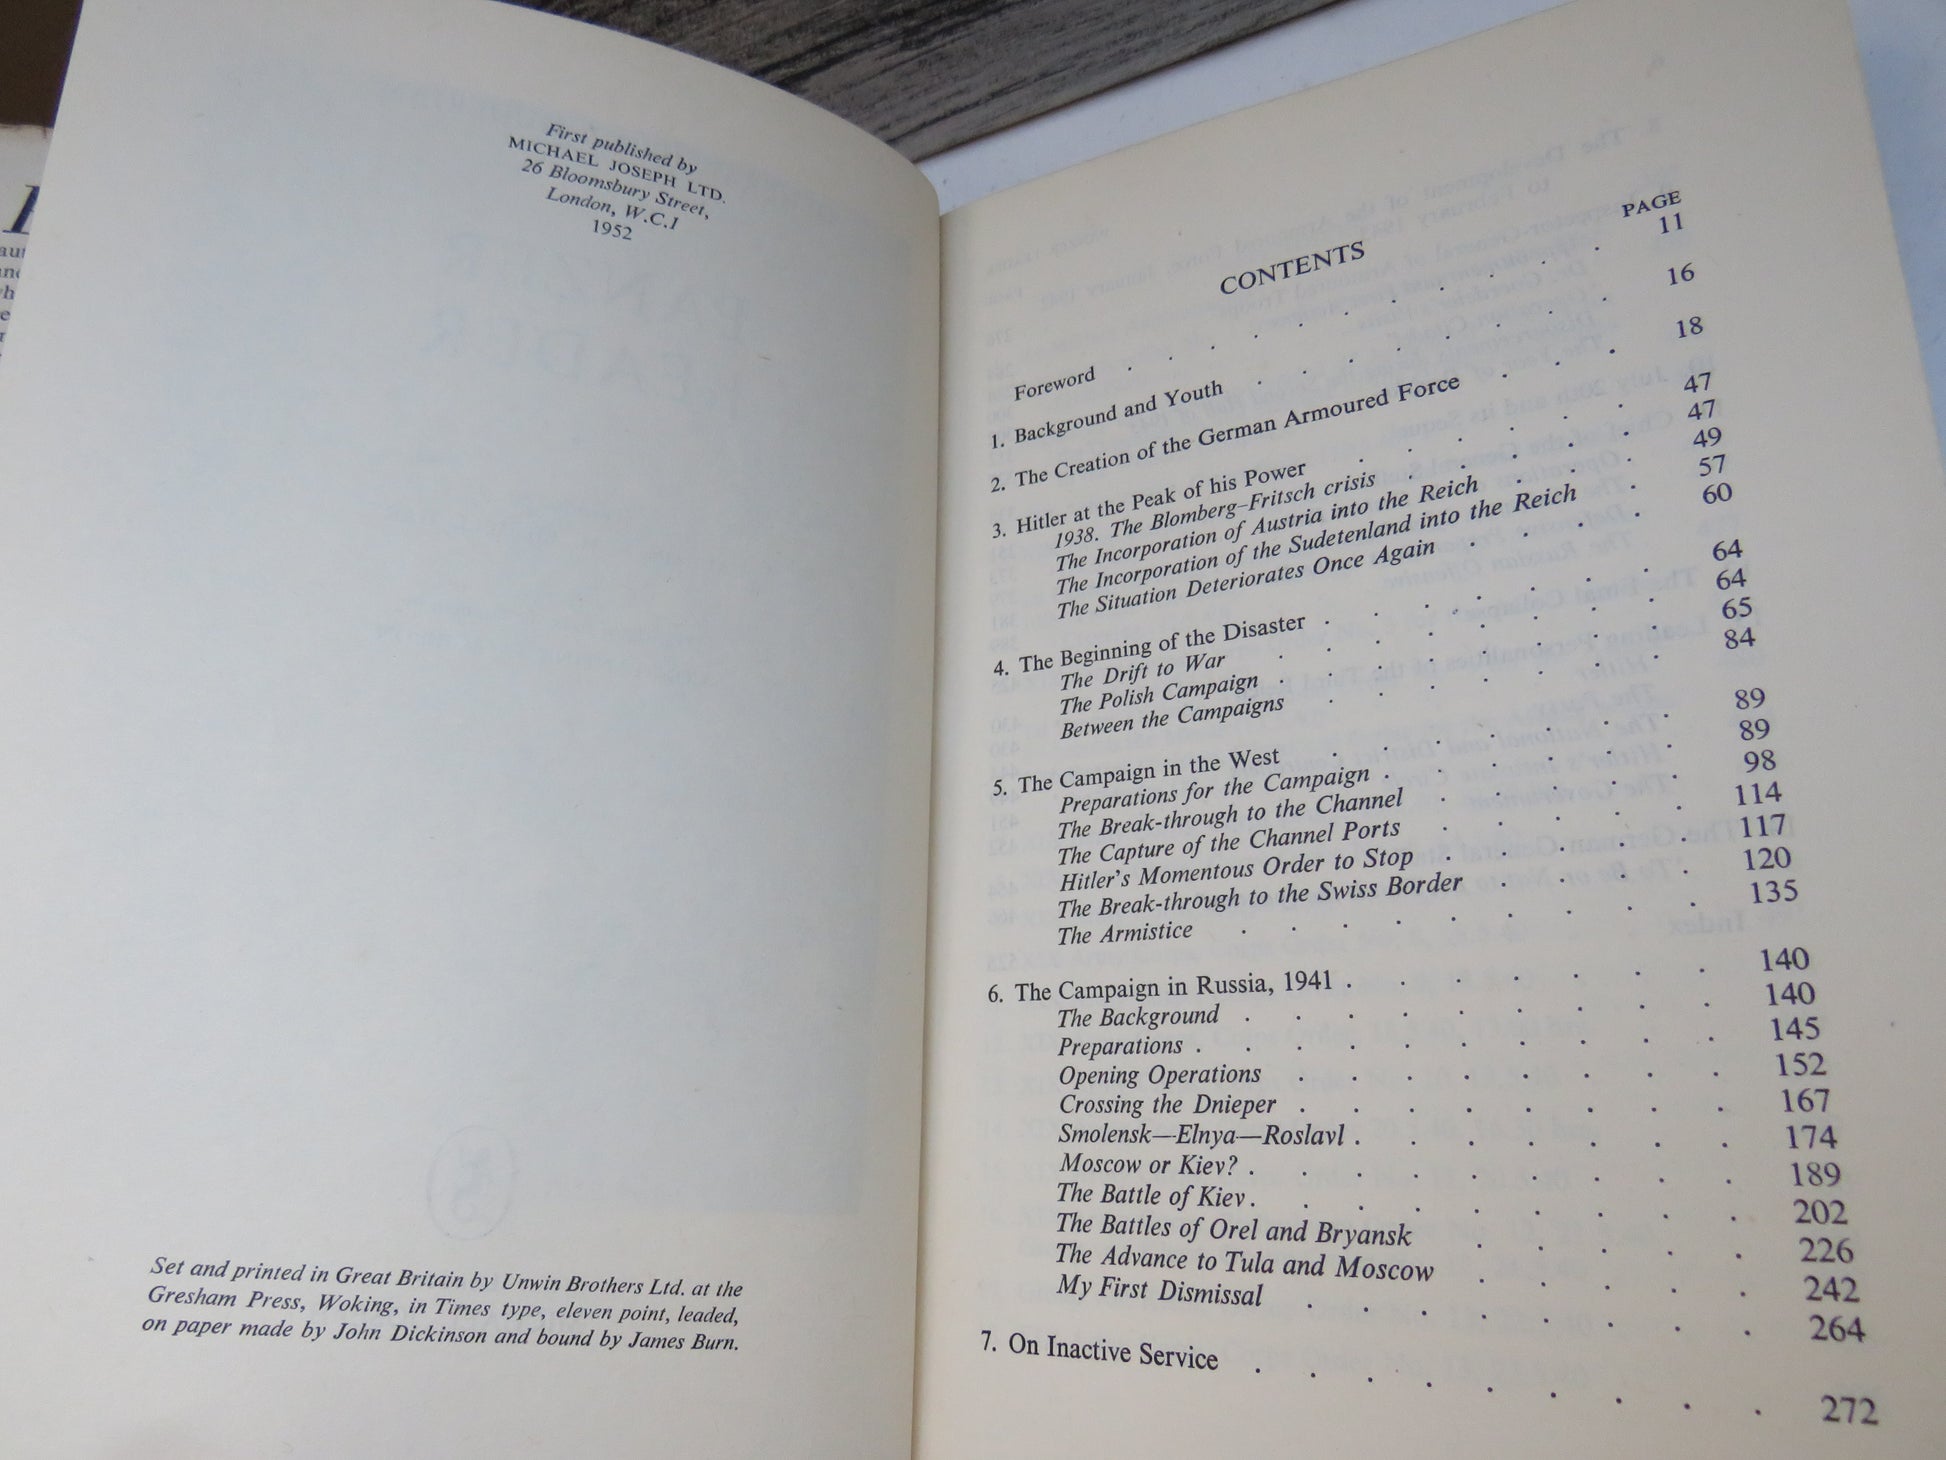 First published by
MICHAEL JOSEPH LTD.
26 Bloomsbury Street,
London, W.C.I
1952
Set and printed in Great Britain by Unwin Brothers Ltd. at the
Gresham Press, Woking, in Times type, eleven point, leaded,
on paper made by John Dickinson and bound by James Burn.
CONTENTS
PAGE
Foreword 11
1. Background and Youth 16
2. The Creation of the German Armoured Force 18
3. Hitler at the Peak of his Power 47
1938. The Blomberg–Fritsch crisis 47
The Incorporation of Austria into the Reich 49
The Incorporation of the Sudetenland into the Reich 57
The Situation Deteriorates Once Again 60
4. The Beginning of the Disaster 64
The Drift to War 64
The Polish Campaign 65
Between the Campaigns 84
5. The Campaign in the West 89
Preparations for the Campaign 89
The Break-through to the Channel 98
The Capture of the Channel Ports 114
Hitler's Momentous Order to Stop 117
The Break-through to the Swiss Border 120
The Armistice 135
6. The Campaign in Russia, 1941 140
The Background 140
Preparations 145
Opening Operations 152
Crossing the Dnieper 167
Smolensk—Elnya—Roslavl 174
Moscow or Kiev? 189
The Battle of Kiev 202
The Battles of Orel and Bryansk 226
The Advance to Tula and Moscow 242
My First Dismissal 264
7. On Inactive Service 272